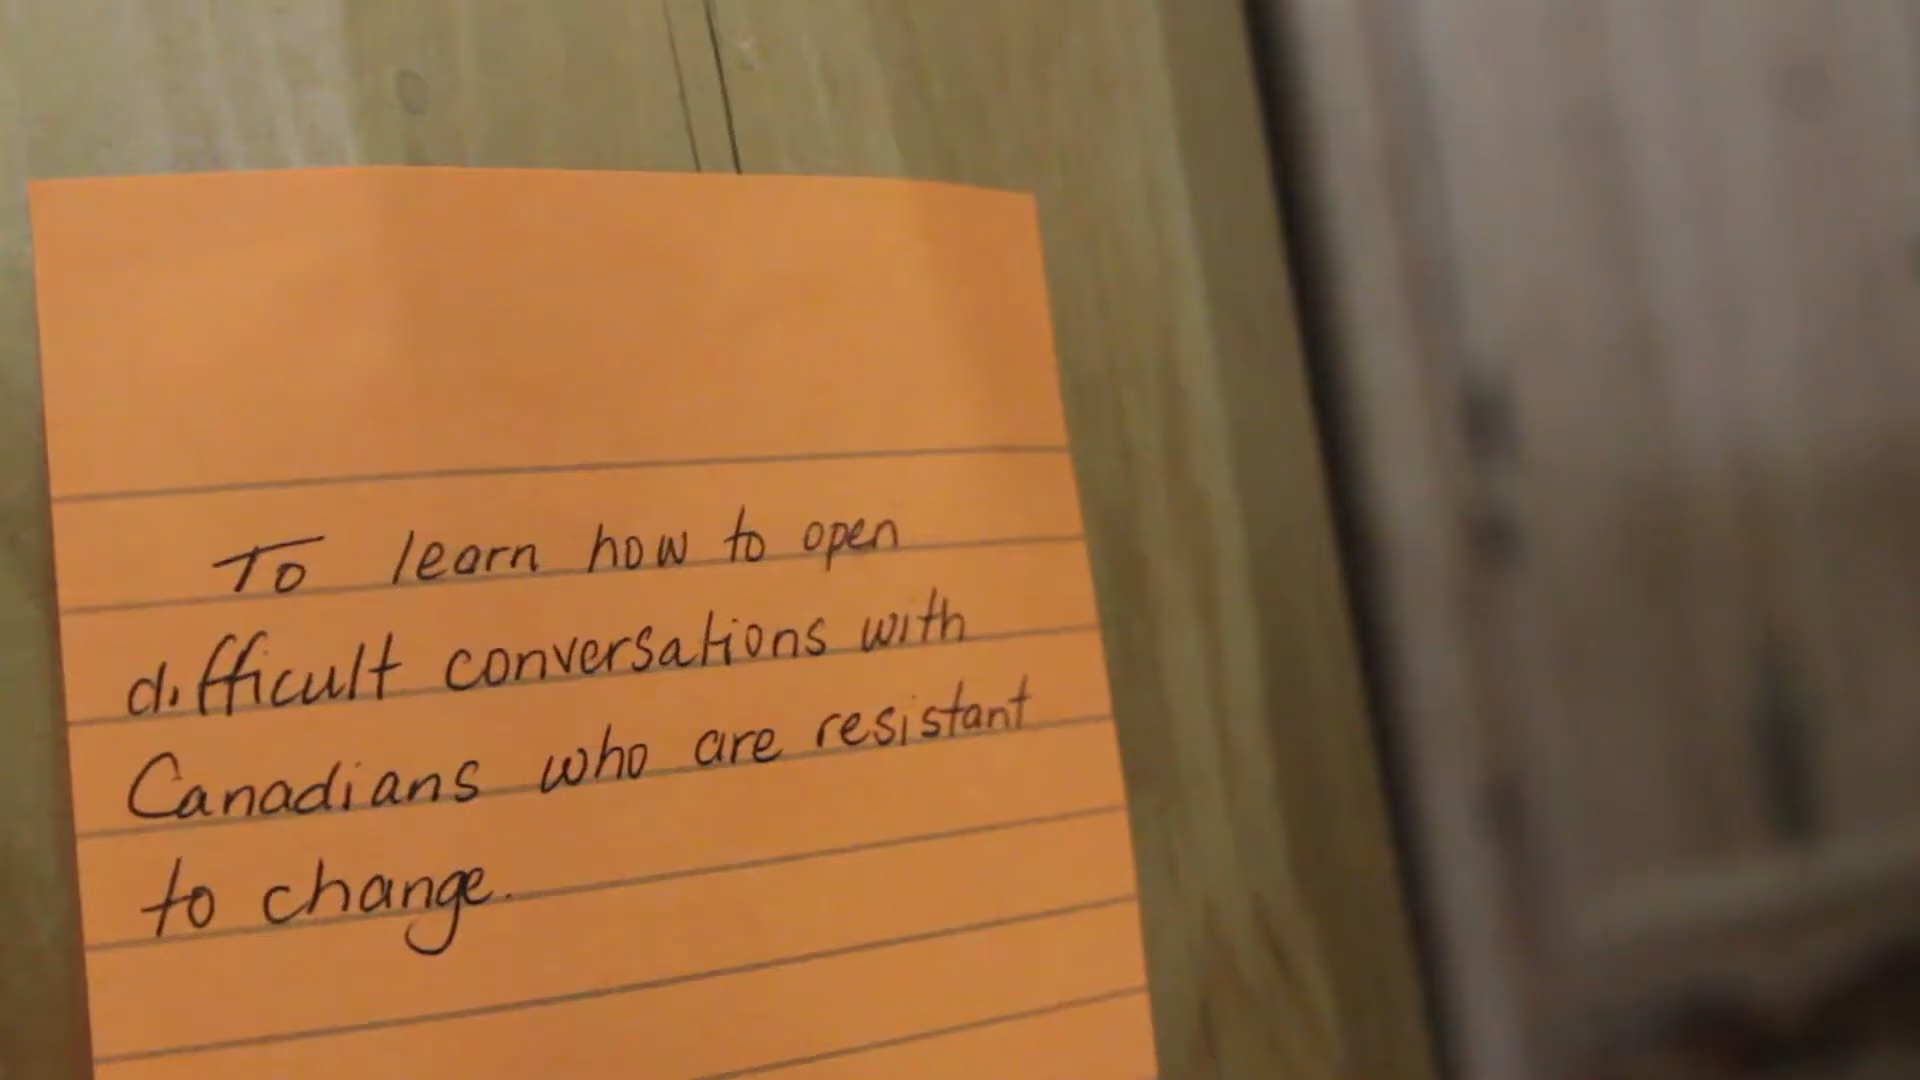 To learn how to open
difficult conversations with
Canadians who are resistant
to change.